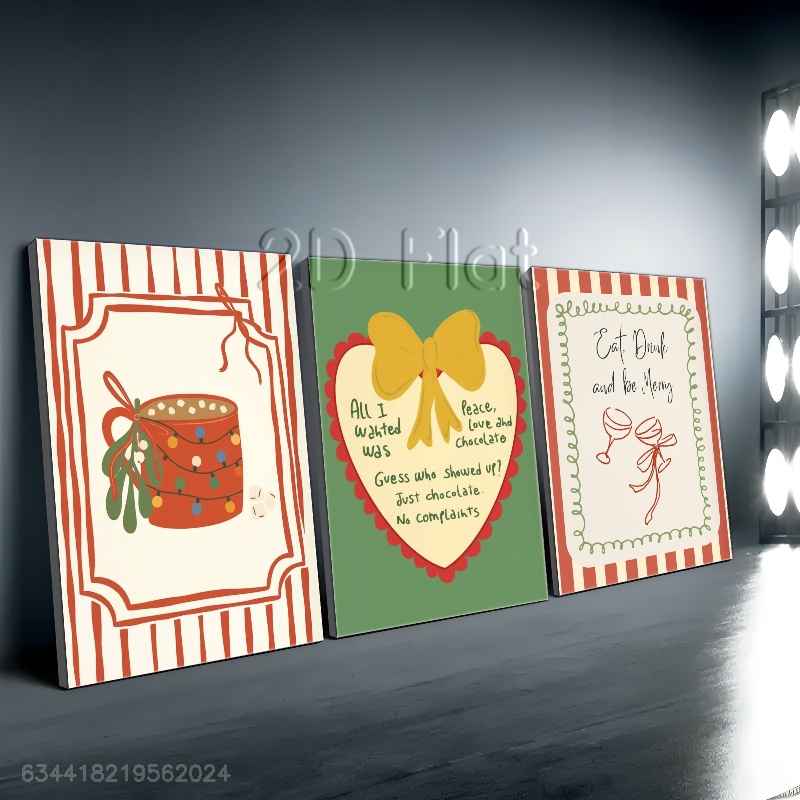 2D Flat
All I
wanted
was
Peace,
love and
chocolate
Guess who showed up?
Just chocolate.
No complaints
Eat, Drink
and be Merry
634418219562024